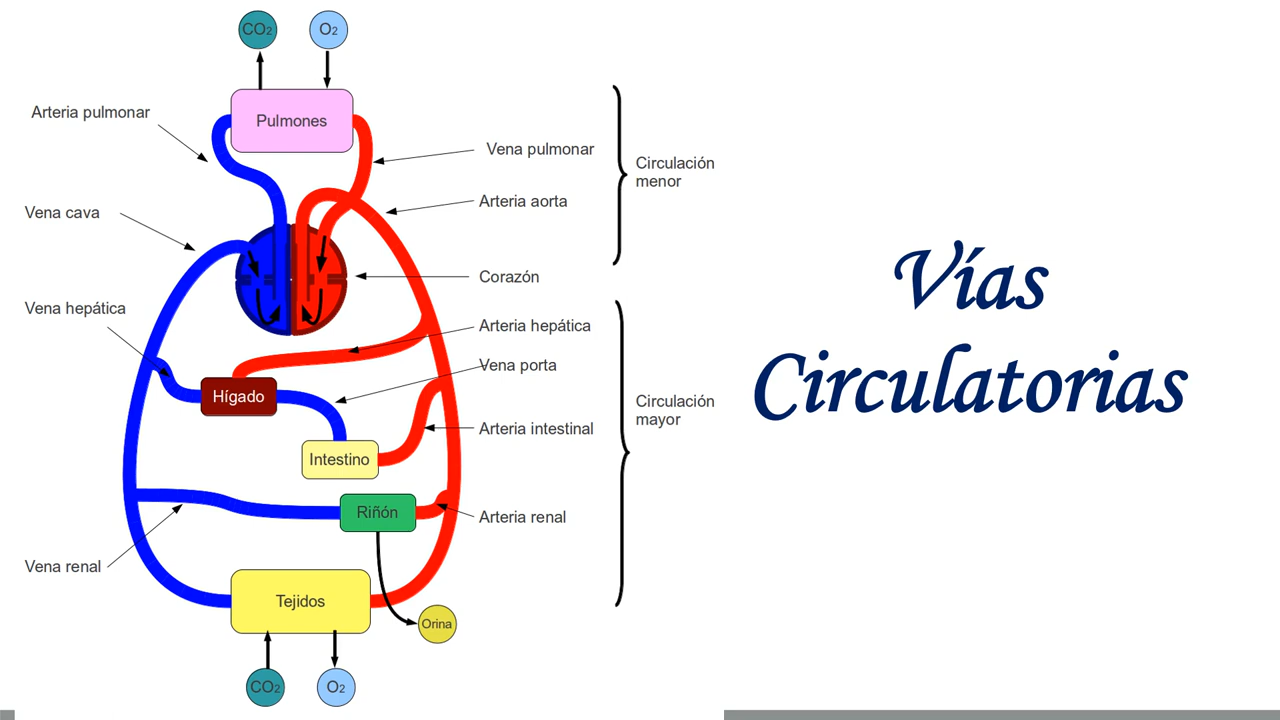 CO2
O2
Pulmones
Arteria pulmonar
Vena pulmonar
Circulación
menor
Arteria aorta
Vena cava
Corazón
Vena hepática
Arteria hepática
Vena porta
Hígado
Circulación
mayor
Arteria intestinal
Intestino
Riñón
Arteria renal
Vena renal
Tejidos
Orina
CO2
O2
Vías
Circulatorias